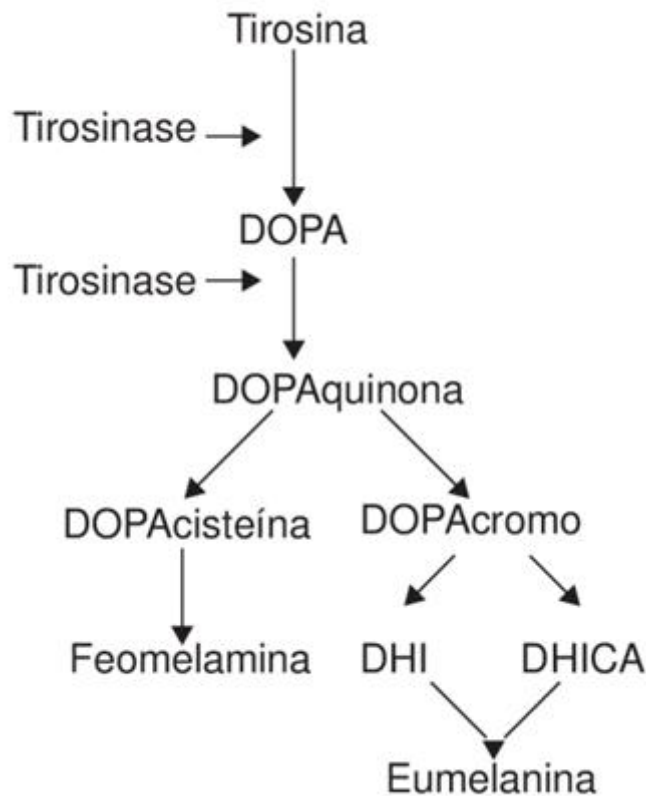 Tirosina
Tirosinase
DOPA
Tirosinase
DOPAquinona
DOPAcisteína DOPAcromo
Feomelamina DHI DHICA
Eumelanina